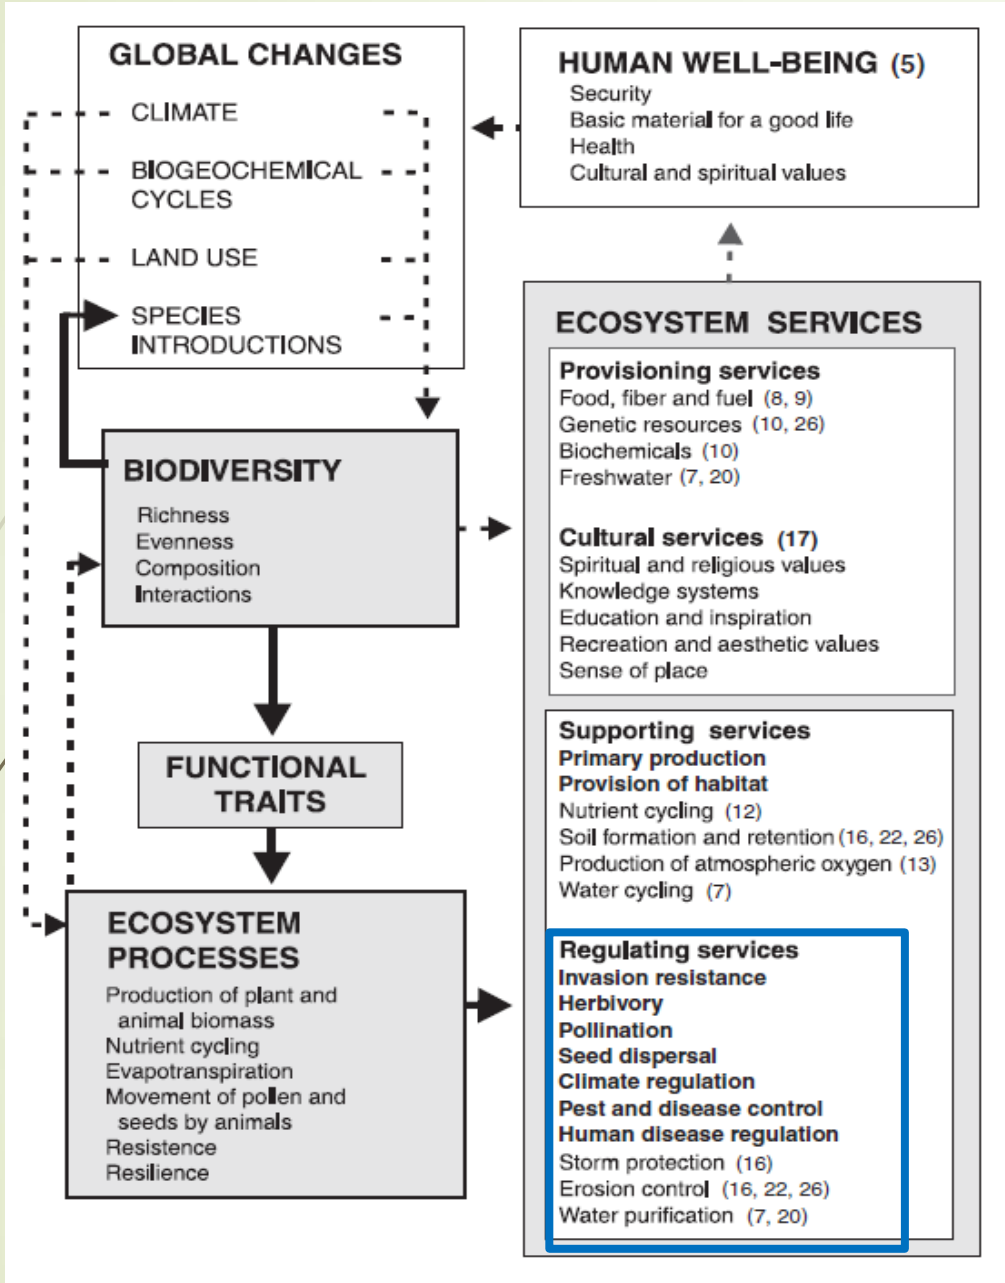 GLOBAL CHANGES
CLIMATE
BIOGEOCHEMICAL
CYCLES
LAND USE
SPECIES
INTRODUCTIONS
HUMAN WELL-BEING (5)
Security
Basic material for a good life
Health
Cultural and spiritual values
BIODIVERSITY
Richness
Evenness
Composition
Interactions
FUNCTIONAL
TRAITS
ECOSYSTEM
PROCESSES
Production of plant and
animal biomass
Nutrient cycling
Evapotranspiration
Movement of pollen and
seeds by animals
Resistence
Resilience
ECOSYSTEM SERVICES
Provisioning services
Food, fiber and fuel (8, 9)
Genetic resources (10, 26)
Biochemicals (10)
Freshwater (7, 20)
Cultural services (17)
Spiritual and religious values
Knowledge systems
Education and inspiration
Recreation and aesthetic values
Sense of place
Supporting services
Primary production
Provision of habitat
Nutrient cycling (12)
Soil formation and retention (16, 22, 26)
Production of atmospheric oxygen (13)
Water cycling (7)
Regulating services
Invasion resistance
Herbivory
Pollination
Seed dispersal
Climate regulation
Pest and disease control
Human disease regulation
Storm protection (16)
Erosion control (16, 22, 26)
Water purification (7, 20)